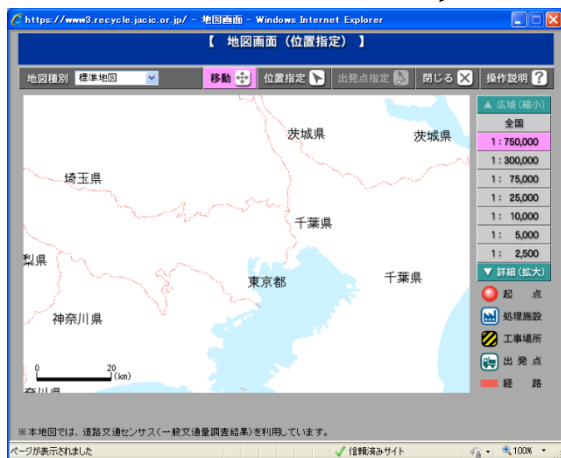 https://www3.recycle.jacic.or.jp/ - 地図画面 - Windows Internet Explorer
【 地図画面（位置指定）】
地図種別 標準地図 移動 位置指定 出発点指定 閉じる 操作説明 ?
▲ 広域(縮小)
全国
1：750,000
1：300,000
1： 75,000
1： 25,000
1： 10,000
1： 5,000
1： 2,500
▼ 詳細(拡大)
起 点
処理施設
工事場所
出 発 点
経 路
茨城県
茨城県
埼玉県
千葉県
梨県
東京都
千葉県
神奈川県
0 20
(km)
奈川県
※本地図では、道路交通センサス(一般交通量調査結果)を利用しています。
ページが表示されました 信頼済みサイト 100%